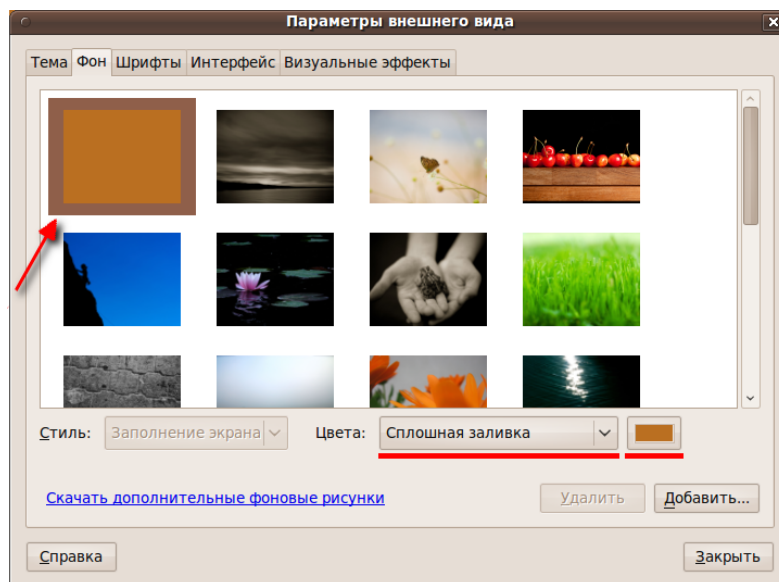 Параметры внешнего вида
Тема Фон Шрифты Интерфейс Визуальные эффекты
Стиль: Заполнение экрана Цвета: Сплошная заливка
Скачать дополнительные фоновые рисунки Удалить Добавить...
Справка Закрыть